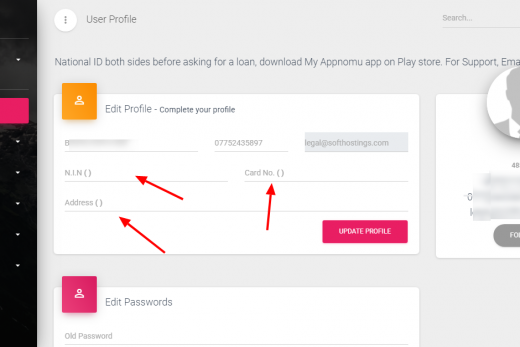 User Profile
Search...
National ID both sides before asking for a loan, download My Appnomu app on Play store. For Support, Ema
Edit Profile - Complete your profile
B
07752435897
legal@softhostings.com
N.I.N ( )
Card No. ( )
Address ( )
UPDATE PROFILE
48
0
FO
Edit Passwords
Old Password